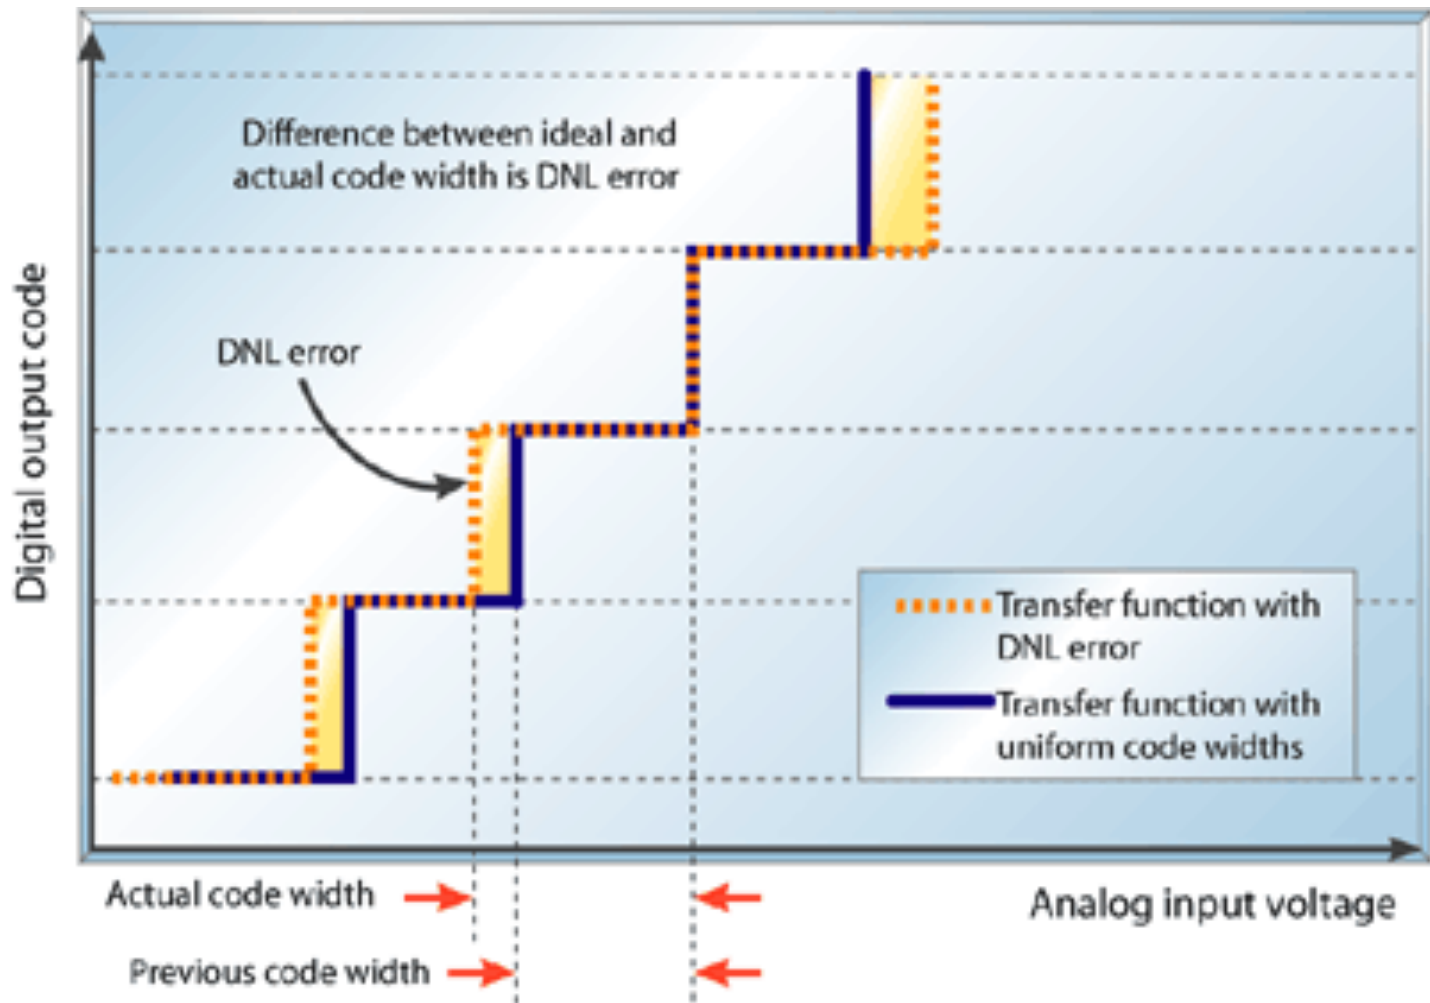 Difference between ideal and
actual code width is DNL error
DNL error
Digital output code
Transfer function with
DNL error
Transfer function with
uniform code widths
Actual code width
Analog input voltage
Previous code width